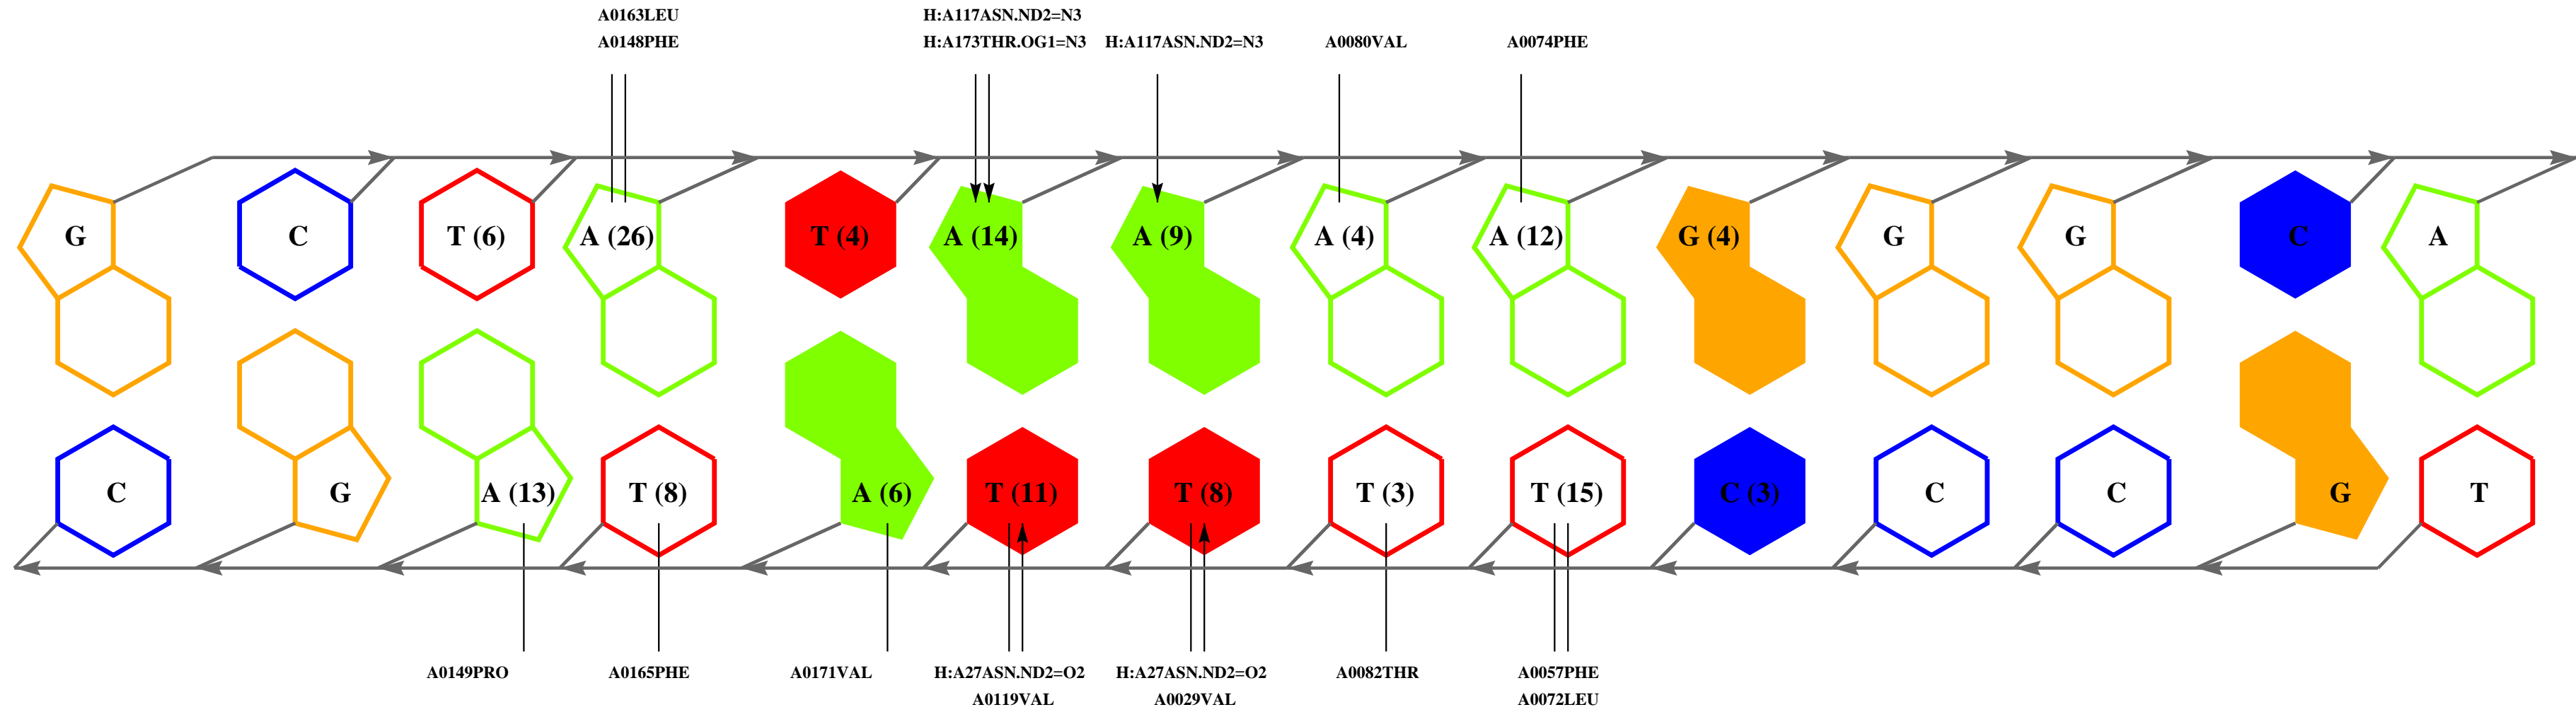 A0163LEU H:A117ASN.ND2=N3
A0148PHE H:A173THR.OG1=N3 H:A117ASN.ND2=N3 A0080VAL A0074PHE
G C T (6) A (26) T (4) A (14) A (9) A (4) A (12) G (4) G G C A
C G A (13) T (8) A (6) T (11) T (8) T (3) T (15) C (3) C C G T
A0149PRO A0165PHE A0171VAL H:A27ASN.ND2=O2 H:A27ASN.ND2=O2 A0082THR A0057PHE
A0119VAL A0029VAL A0072LEU